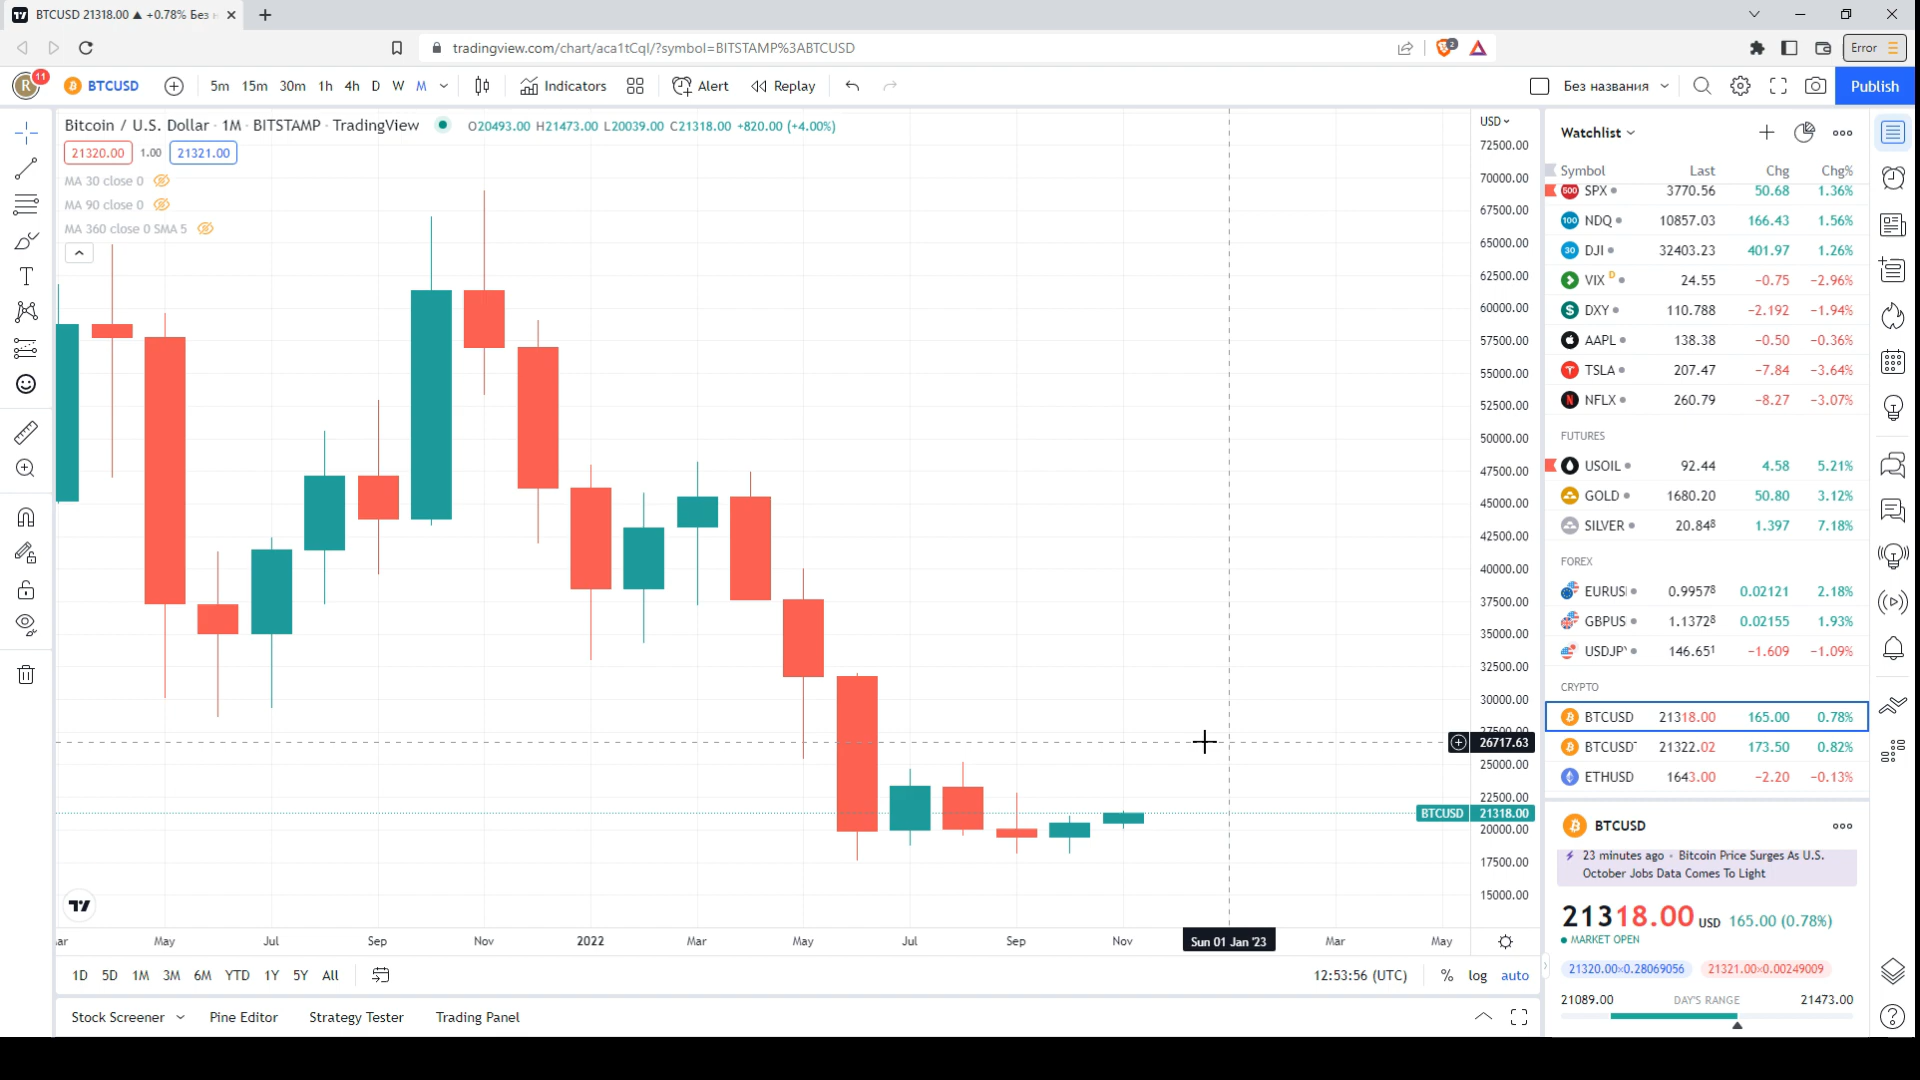 BTCUSD 21318.00 ▲ +0.78% Без
tradingview.com/chart/aca1tCql/?symbol=BITSTAMP%3ABTCUSD
2
Error
R 11 BTCUSD 5m 15m 30m 1h 4h D W M Indicators Alert Replay Без названия Publish
Bitcoin / U.S. Dollar · 1M · BITSTAMP · TradingView O20493.00 H21473.00 L20039.00 C21318.00 +820.00 (+4.00%)
21320.00 1.00 21321.00
MA 30 close 0
MA 90 close 0
MA 360 close 0 SMA 5
USD
72500.00
70000.00
67500.00
65000.00
62500.00
60000.00
57500.00
55000.00
52500.00
50000.00
47500.00
45000.00
42500.00
40000.00
37500.00
35000.00
32500.00
30000.00
26717.63
25000.00
22500.00
BTCUSD 21318.00
20000.00
17500.00
15000.00
May Jul Sep Nov 2022 Mar May Jul Sep Nov Sun 01 Jan '23 Mar May
1D 5D 1M 3M 6M YTD 1Y 5Y All 12:53:56 (UTC) % log auto
Stock Screener Pine Editor Strategy Tester Trading Panel
Watchlist
Symbol Last Chg Chg%
500 SPX 3770.56 50.68 1.36%
100 NDQ 10857.03 166.43 1.56%
30 DJI 32403.23 401.97 1.26%
VIX D 24.55 −0.75 −2.96%
DXY 110.788 −2.192 −1.94%
AAPL 138.38 −0.50 −0.36%
TSLA 207.47 −7.84 −3.64%
NFLX 260.79 −8.27 −3.07%
FUTURES
USOIL 92.44 4.58 5.21%
GOLD 1680.20 50.80 3.12%
SILVER 20.848 1.397 7.18%
FOREX
EURUS 0.99578 0.02121 2.18%
GBPUS 1.13728 0.02155 1.93%
USDJP 146.651 −1.609 −1.09%
CRYPTO
BTCUSD 21318.00 165.00 0.78%
BTCUSD 21322.02 173.50 0.82%
ETHUSD 1643.00 −2.20 −0.13%
BTCUSD
23 minutes ago · Bitcoin Price Surges As U.S.
October Jobs Data Comes To Light
21318.00 USD 165.00 (0.78%)
MARKET OPEN
21320.00×0.28069056 21321.00×0.00249009
21089.00 DAY'S RANGE 21473.00